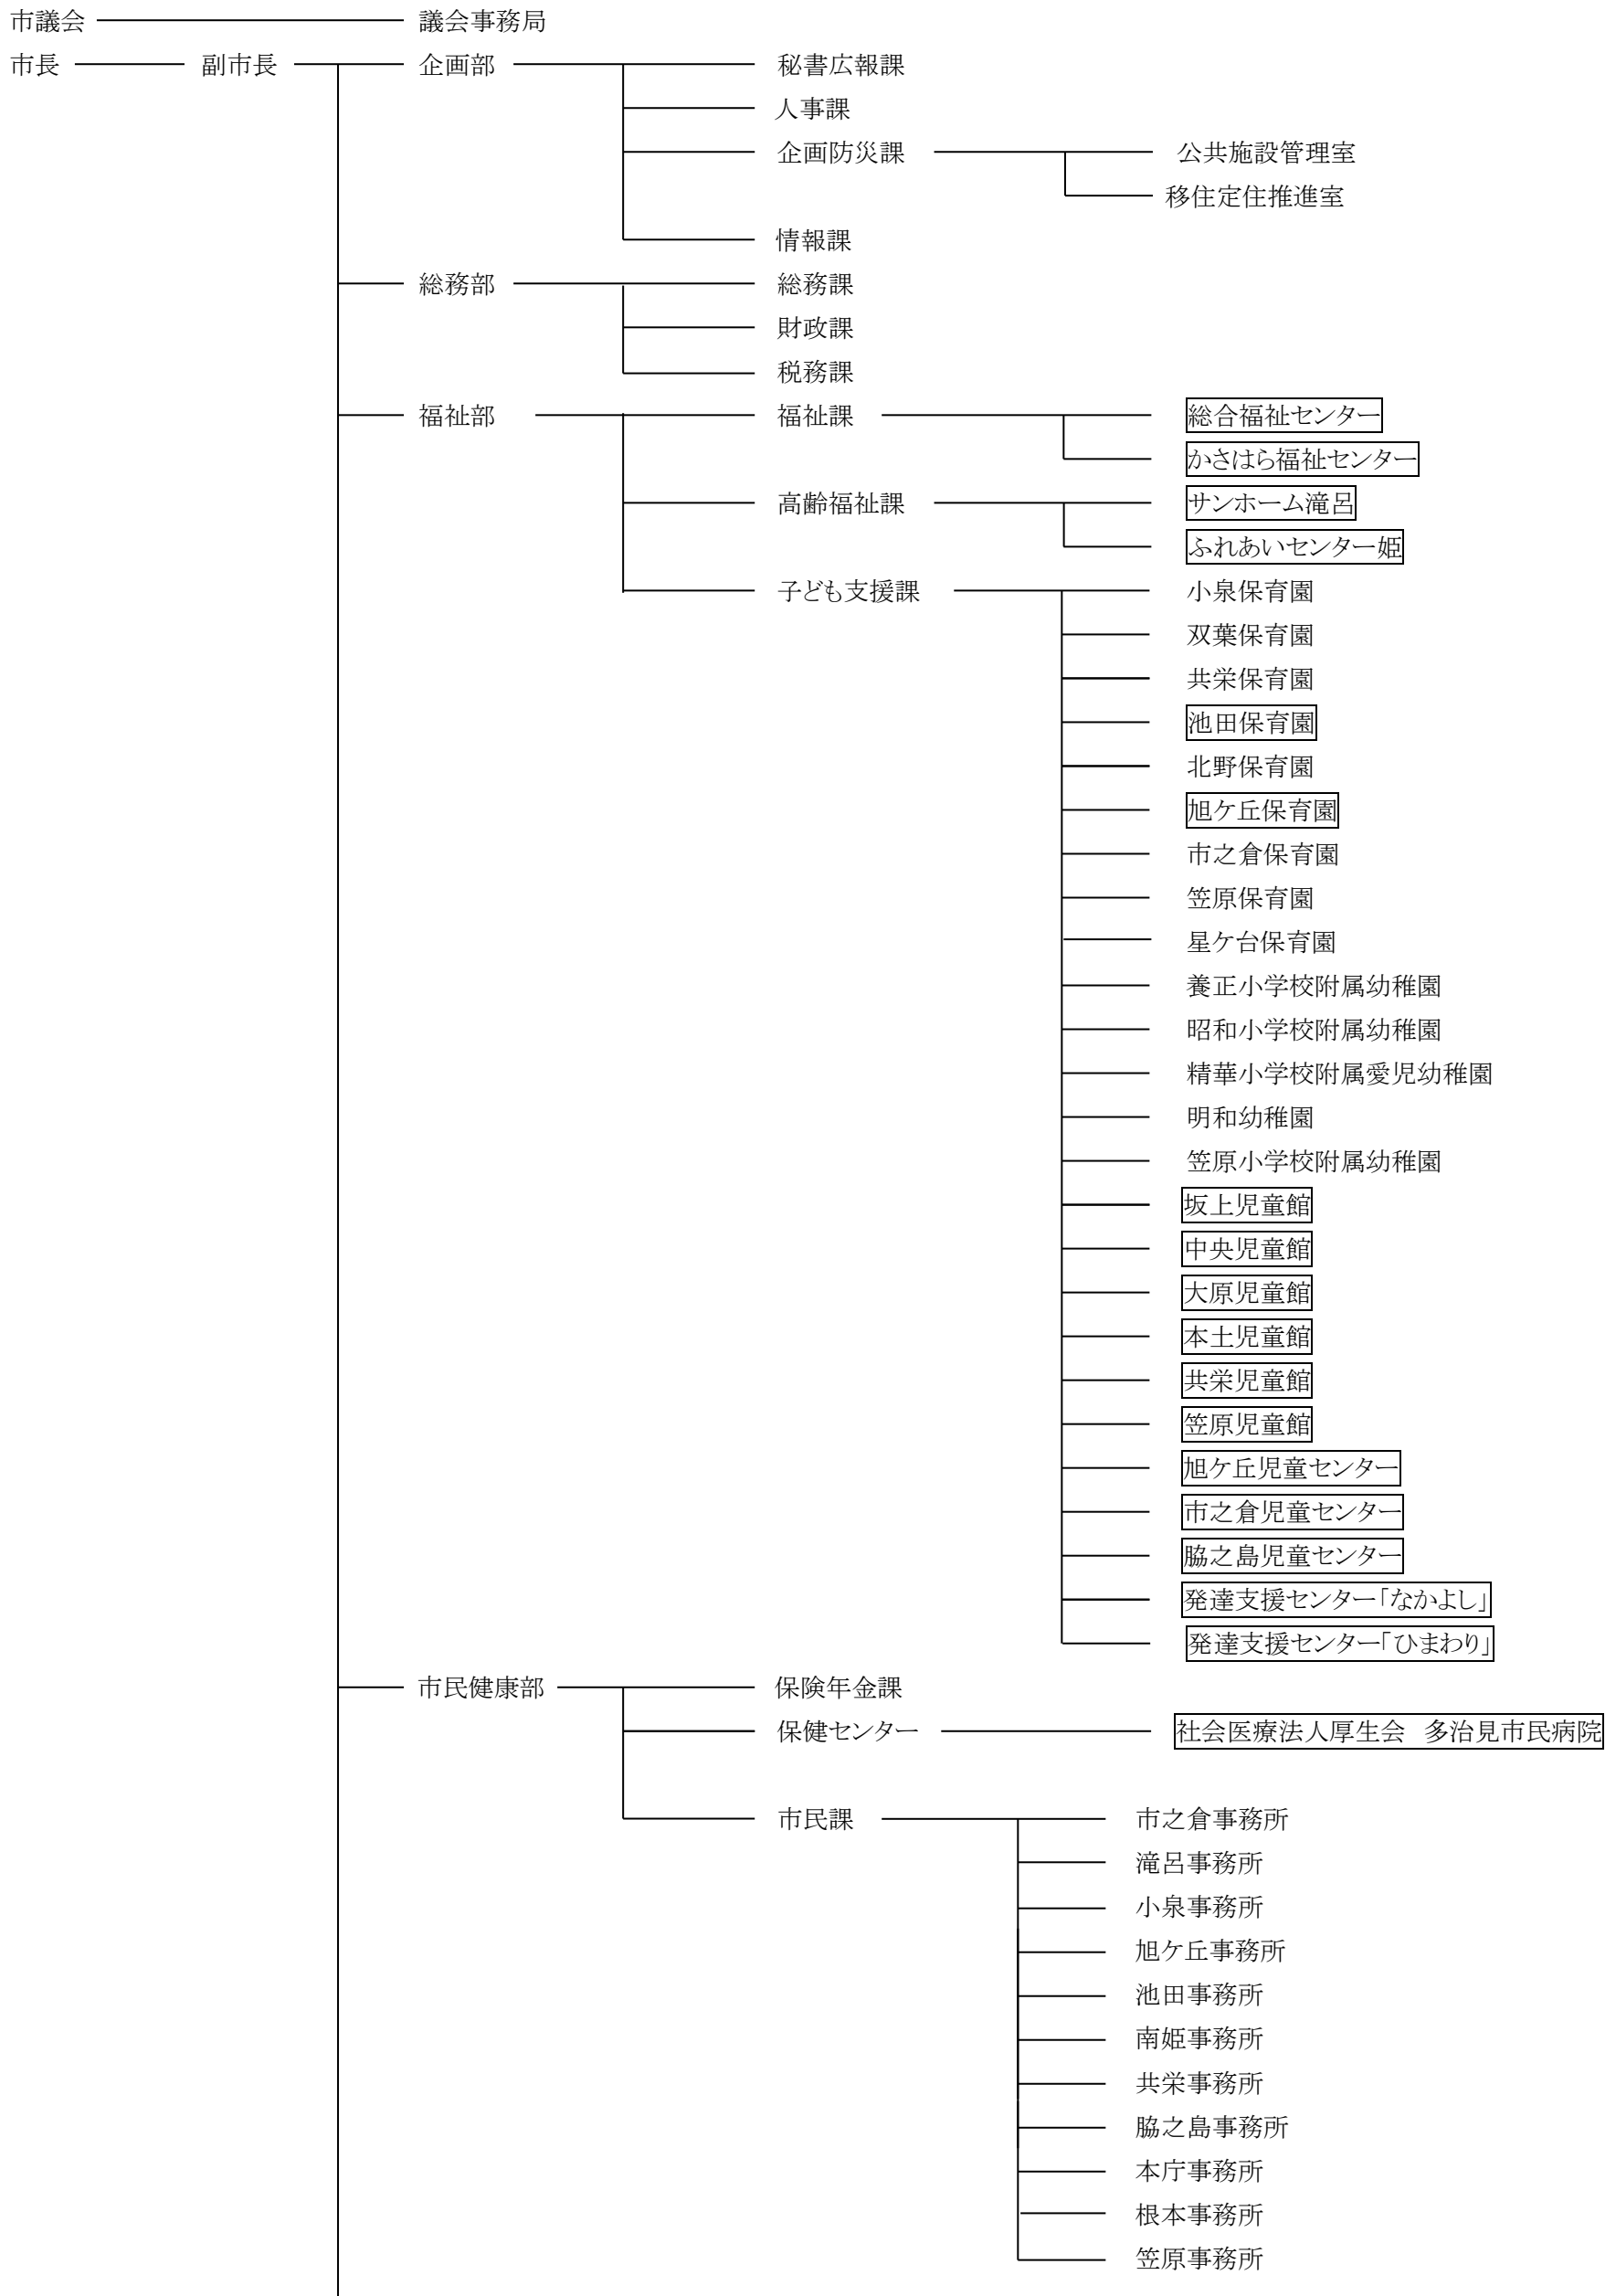 市議会 議会事務局
市長 副市長 企画部 秘書広報課
人事課
企画防災課 公共施設管理室
移住定住推進室
情報課
総務部 総務課
財政課
税務課
福祉部 福祉課 総合福祉センター
かさはら福祉センター
高齢福祉課 サンホーム滝呂
ふれあいセンター姫
子ども支援課 小泉保育園
双葉保育園
共栄保育園
池田保育園
北野保育園
旭ケ丘保育園
市之倉保育園
笠原保育園
星ケ台保育園
養正小学校附属幼稚園
昭和小学校附属幼稚園
精華小学校附属愛児幼稚園
明和幼稚園
笠原小学校附属幼稚園
坂上児童館
中央児童館
大原児童館
本土児童館
共栄児童館
笠原児童館
旭ケ丘児童センター
市之倉児童センター
脇之島児童センター
発達支援センター「なかよし」
発達支援センター「ひまわり」
市民健康部 保険年金課
保健センター 社会医療法人厚生会　多治見市民病院
市民課 市之倉事務所
滝呂事務所
小泉事務所
旭ケ丘事務所
池田事務所
南姫事務所
共栄事務所
脇之島事務所
本庁事務所
根本事務所
笠原事務所